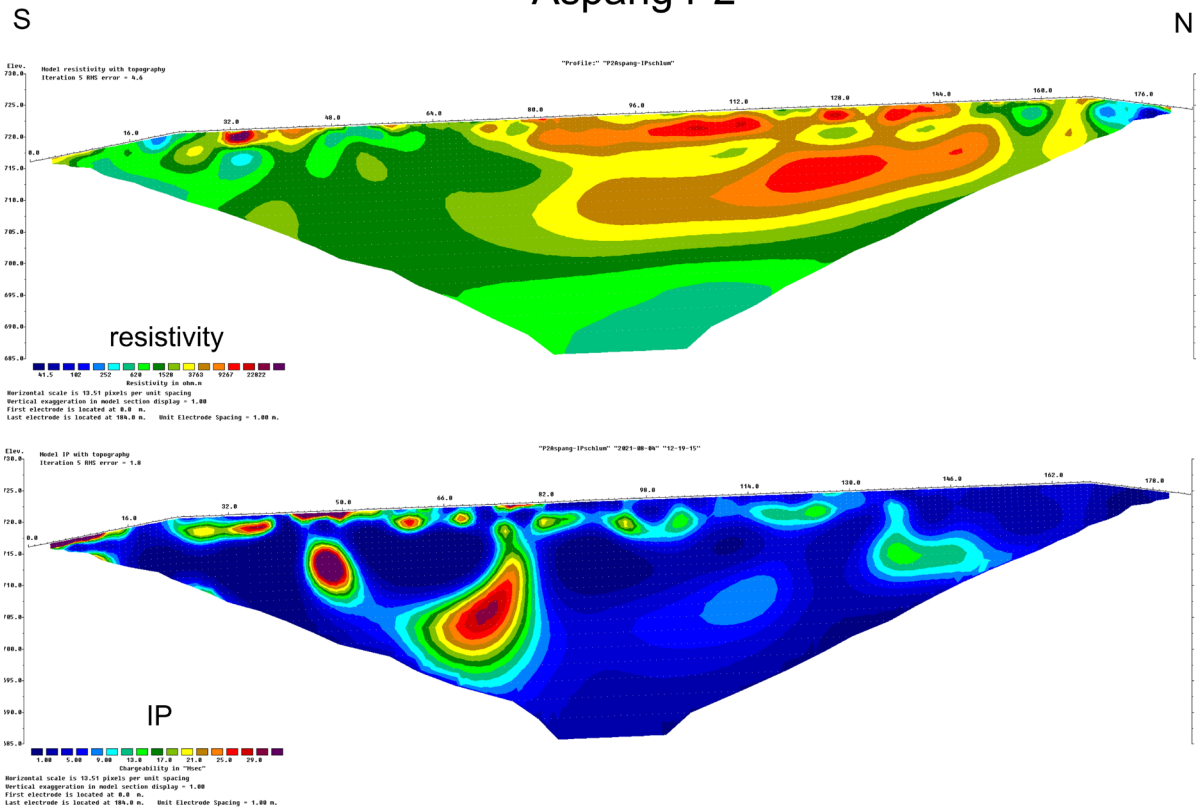 Aspang P2
S
N
"Profile:" "P2Aspang-IPschlum"
Elev.
Model resistivity with topography
Iteration 5 RMS error = 4.6
730.0
725.0
720.0
715.0
710.0
705.0
700.0
695.0
690.0
685.0
0.0 16.0 32.0 48.0 64.0 80.0 96.0 112.0 128.0 144.0 160.0 176.0
resistivity
41.5 102 252 620 1528 3763 9267 22822
Resistivity in ohm.m
Horizontal scale is 13.51 pixels per unit spacing
Vertical exaggeration in model section display = 1.00
First electrode is located at 0.0 m.
Last electrode is located at 184.0 m. Unit Electrode Spacing = 1.00 m.
"P2Aspang-IPschlum" "2021-08-04" "12-19-15"
Elev.
Model IP with topography
Iteration 5 RMS error = 1.8
730.0
725.0
720.0
715.0
710.0
705.0
700.0
695.0
690.0
685.0
0.0 16.0 32.0 50.0 66.0 82.0 98.0 114.0 130.0 146.0 162.0 178.0
IP
1.00 5.00 9.00 13.0 17.0 21.0 25.0 29.0
Chargeability in "Msec"
Horizontal scale is 13.51 pixels per unit spacing
Vertical exaggeration in model section display = 1.00
First electrode is located at 0.0 m.
Last electrode is located at 184.0 m. Unit Electrode Spacing = 1.00 m.